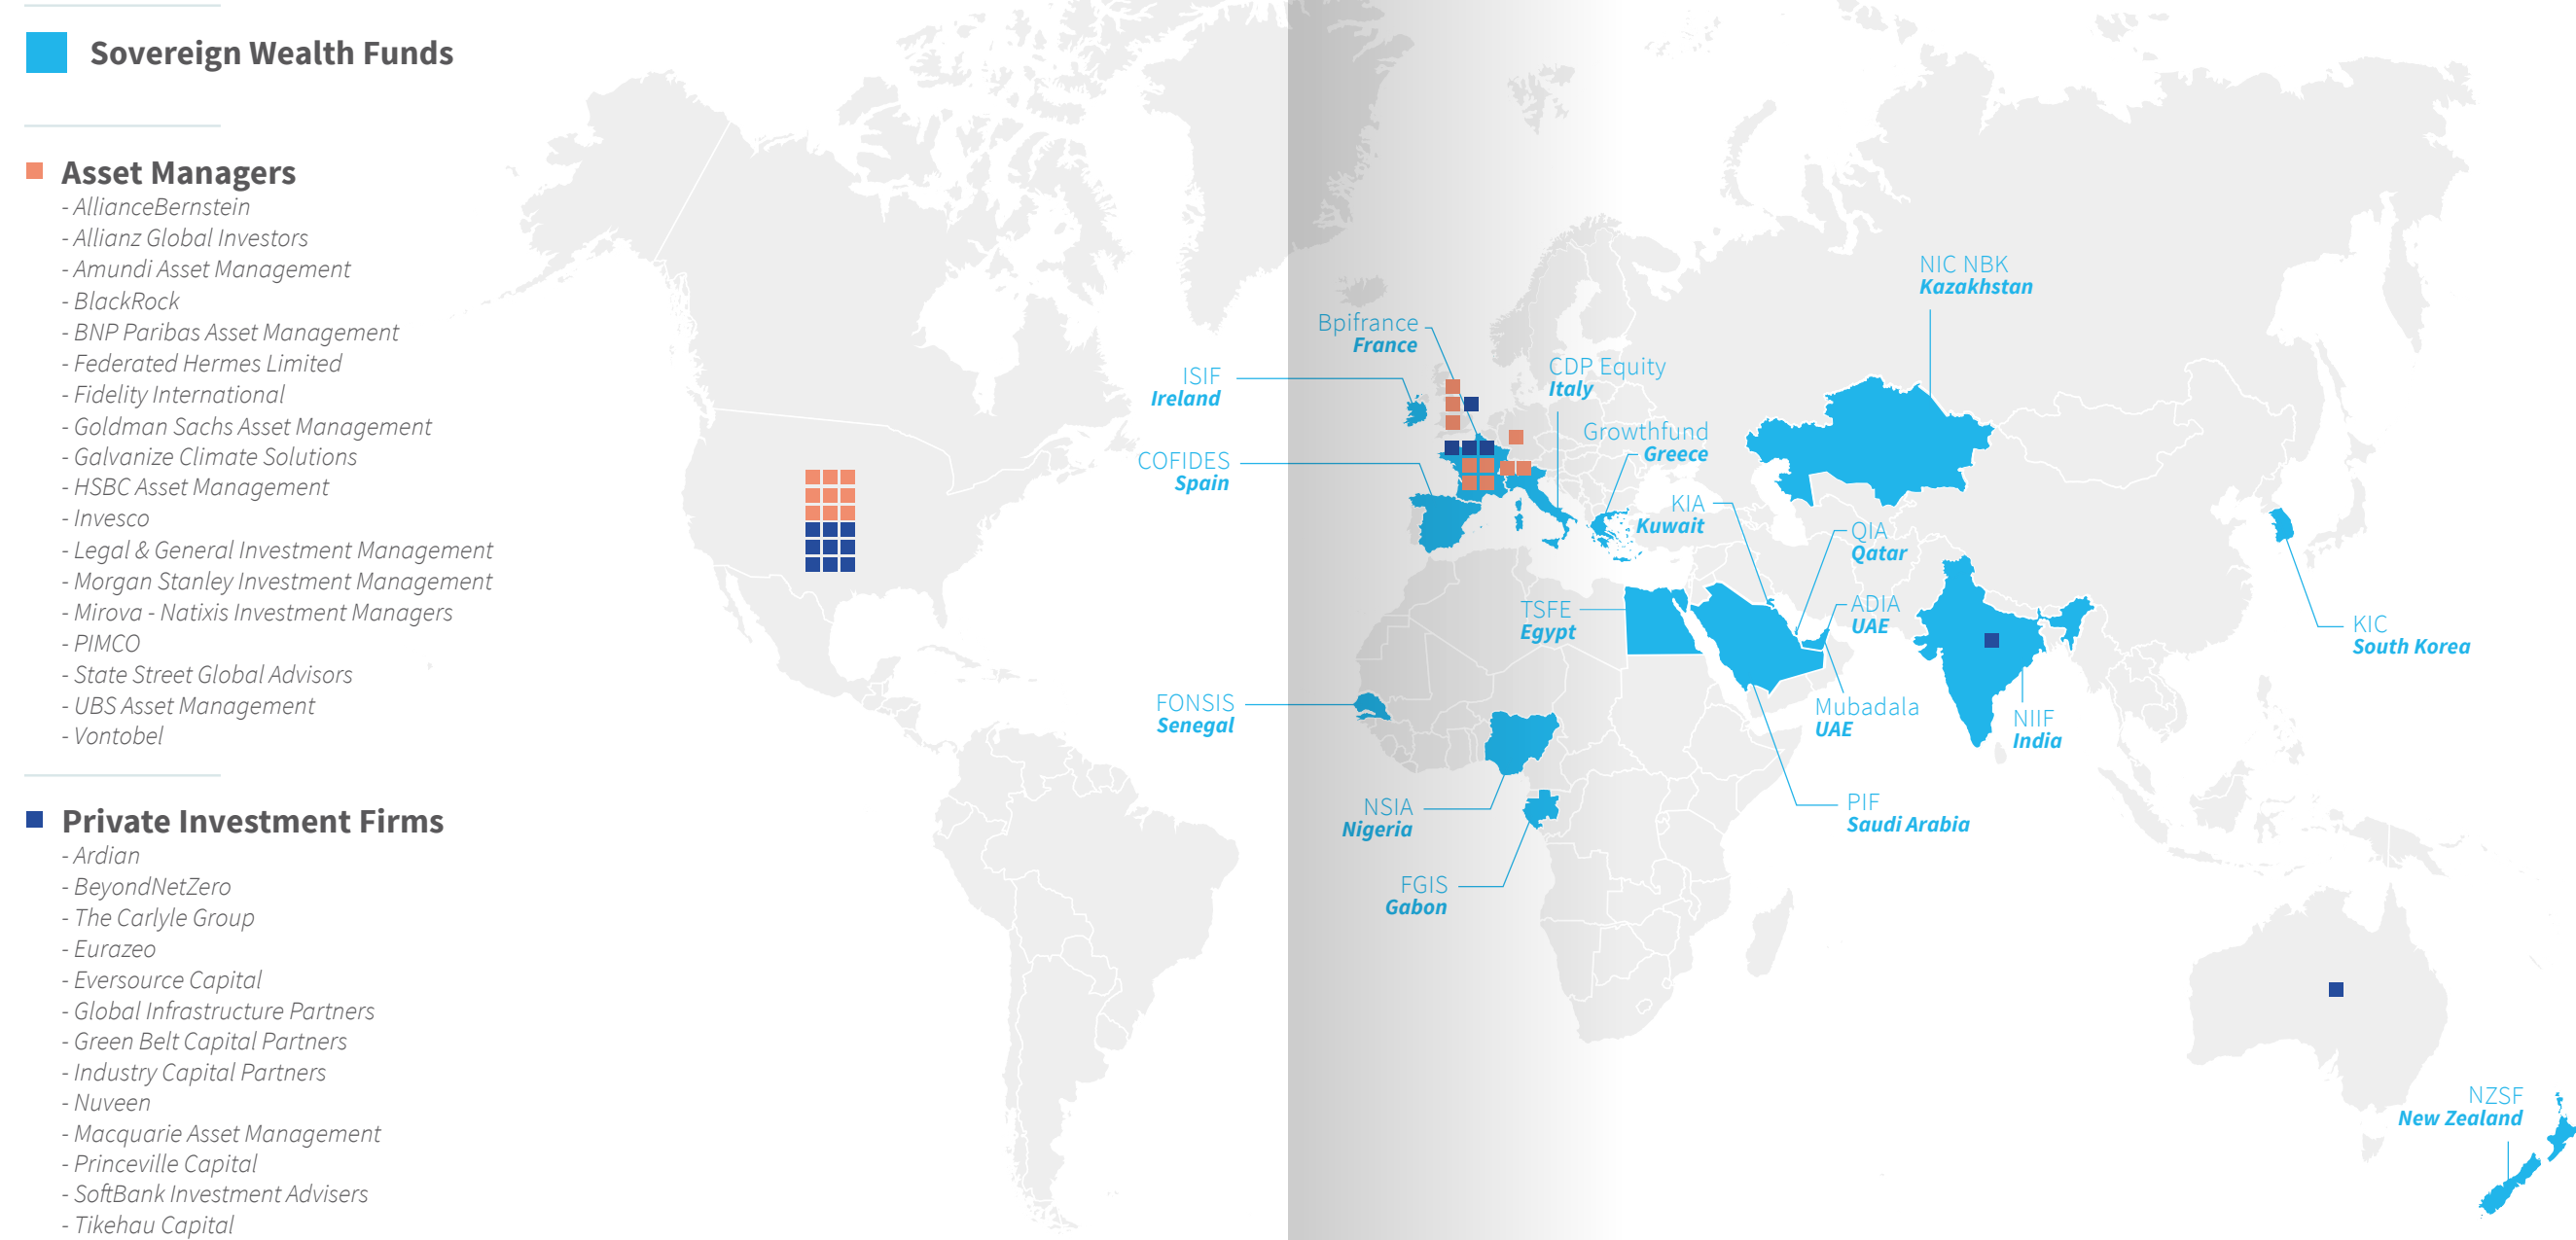 Sovereign Wealth Funds
Asset Managers
- AllianceBernstein
- Allianz Global Investors
- Amundi Asset Management
- BlackRock
- BNP Paribas Asset Management
- Federated Hermes Limited
- Fidelity International
- Goldman Sachs Asset Management
- Galvanize Climate Solutions
- HSBC Asset Management
- Invesco
- Legal & General Investment Management
- Morgan Stanley Investment Management
- Mirova - Natixis Investment Managers
- PIMCO
- State Street Global Advisors
- UBS Asset Management
- Vontobel
Private Investment Firms
- Ardian
- BeyondNetZero
- The Carlyle Group
- Eurazeo
- Eversource Capital
- Global Infrastructure Partners
- Green Belt Capital Partners
- Industry Capital Partners
- Nuveen
- Macquarie Asset Management
- Princeville Capital
- SoftBank Investment Advisers
- Tikehau Capital
NIC NBK
Kazakhstan
Bpifrance
France
CDP Equity
Italy
ISIF
Ireland
Growthfund
Greece
COFIDES
Spain
KIA
Kuwait
QIA
Qatar
TSFE
Egypt
ADIA
UAE
KIC
South Korea
FONSIS
Senegal
Mubadala
UAE
NIIF
India
NSIA
Nigeria
PIF
Saudi Arabia
FGIS
Gabon
NZSF
New Zealand